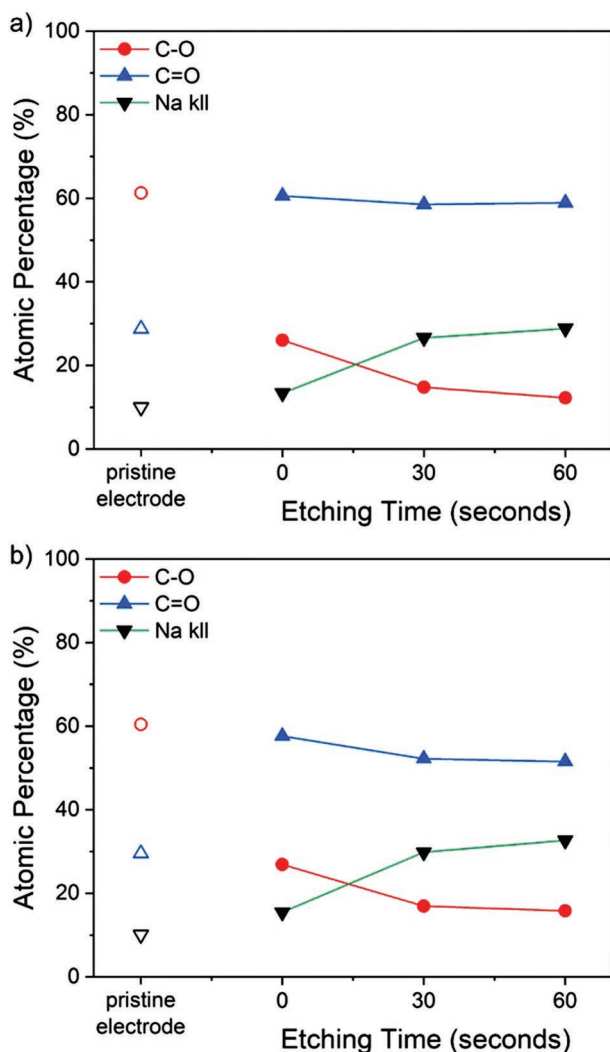 a)
100
C-O
C=O
Na kll
80
60
40
20
0
Atomic Percentage (%)
pristine
electrode
0
30
60
Etching Time (seconds)
b)
100
C-O
C=O
Na kll
80
60
40
20
0
Atomic Percentage (%)
pristine
electrode
0
30
60
Etching Time (seconds)